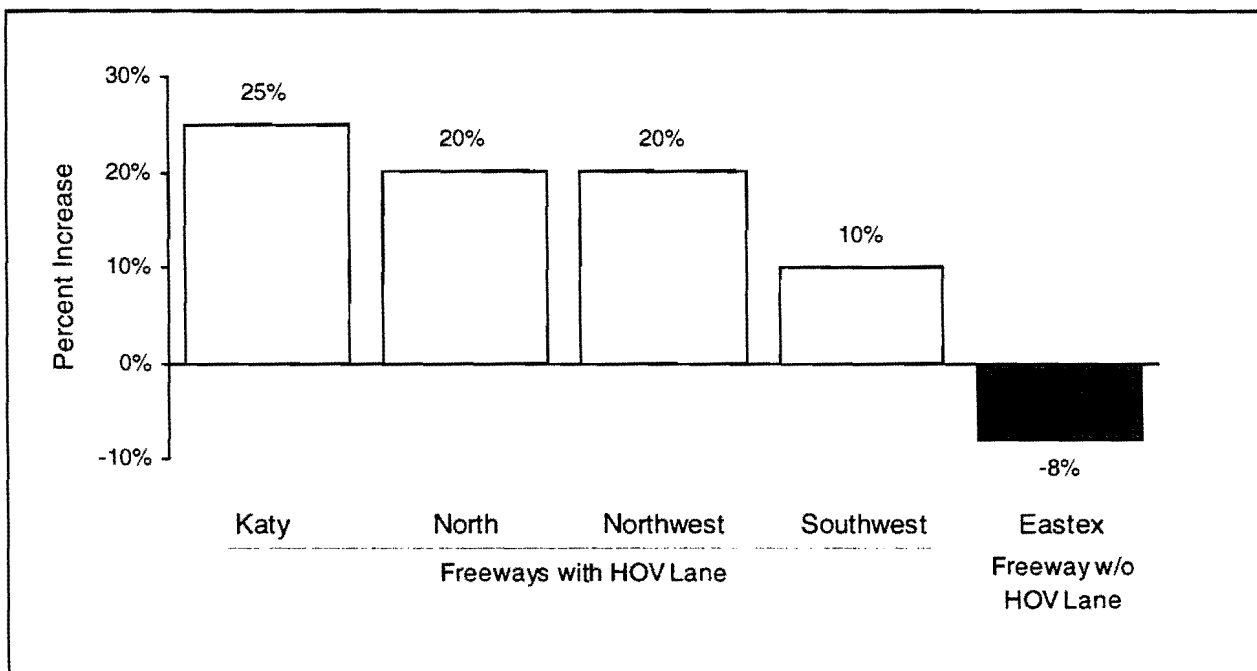 30%
25%
20%
20%
20%
10%
10%
0%
-10%
-8%
Percent Increase
Katy North Northwest Southwest Eastex
Freeways with HOV Lane
Freeway w/o
HOV Lane